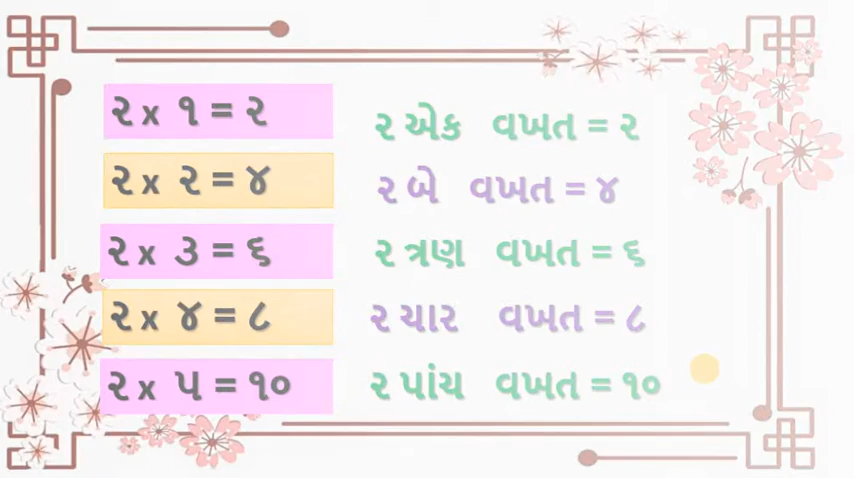 ૨ x ૧ = ૨
૨ એક વખત = ૨
૨ x ૨ = ૪
૨ બે વખત = ૪
૨ x ૩ = ૬
૨ ત્રણ વખત = ૬
૨ x ૪ = ૮
૨ ચાર વખત = ૮
૨ x ૫ = ૧૦
૨ પાંચ વખત = ૧૦